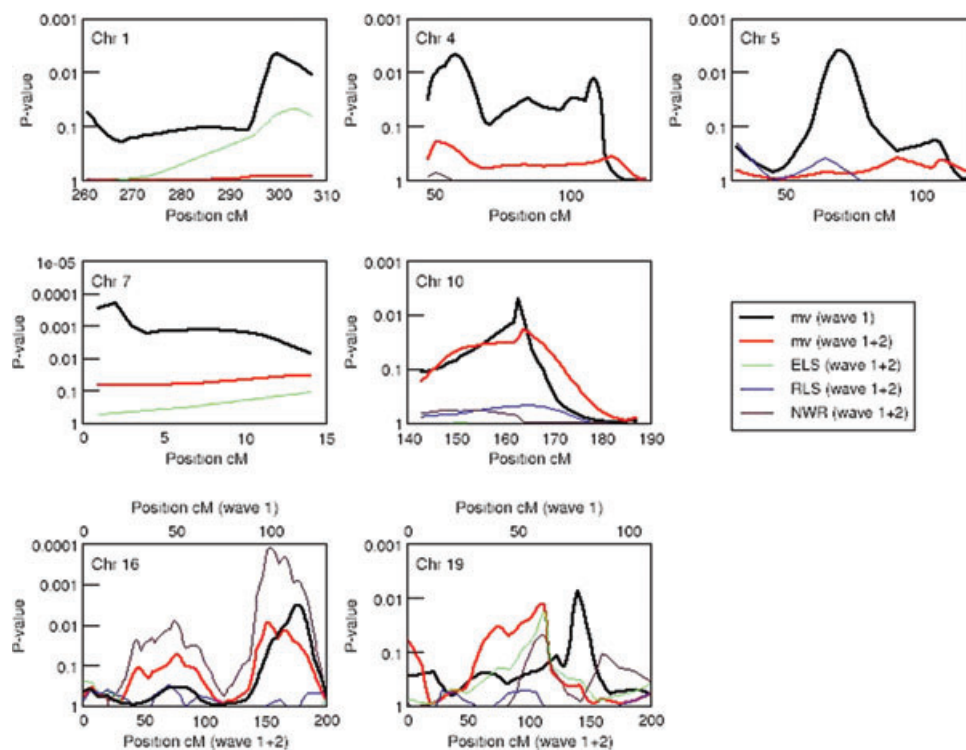 Chr 1
P-value
0.001
0.01
0.1
1
260 270 280 290 300 310
Position cM
Chr 4
P-value
0.001
0.01
0.1
1
50 100
Position cM
Chr 5
P-value
0.001
0.01
0.1
1
50 100
Position cM
Chr 7
P-value
1e-05
0.0001
0.001
0.01
0.1
1
0 5 10 15
Position cM
Chr 10
P-value
0.001
0.01
0.1
1
140 150 160 170 180 190
Position cM
mv (wave 1)
mv (wave 1+2)
ELS (wave 1+2)
RLS (wave 1+2)
NWR (wave 1+2)
Position cM (wave 1)
0 50 100
Chr 16
P-value
0.0001
0.001
0.01
0.1
1
0 50 100 150 200
Position cM (wave 1+2)
Position cM (wave 1)
0 50 100
Chr 19
P-value
0.01
0.1
1
0 50 100 150 200
Position cM (wave 1+2)